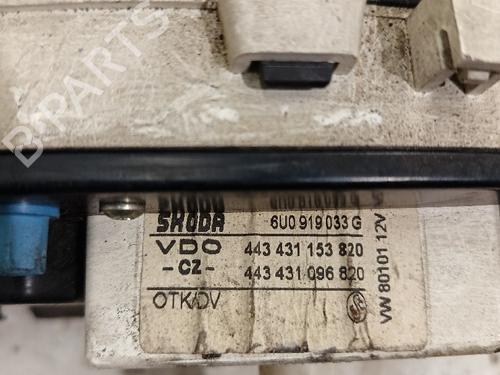 B-PARTS
SKODA 6U0 919 033 G
VDO 443 431 153 820
- CZ - 443 431 096 820
OTK/DV
VW 80101 12V